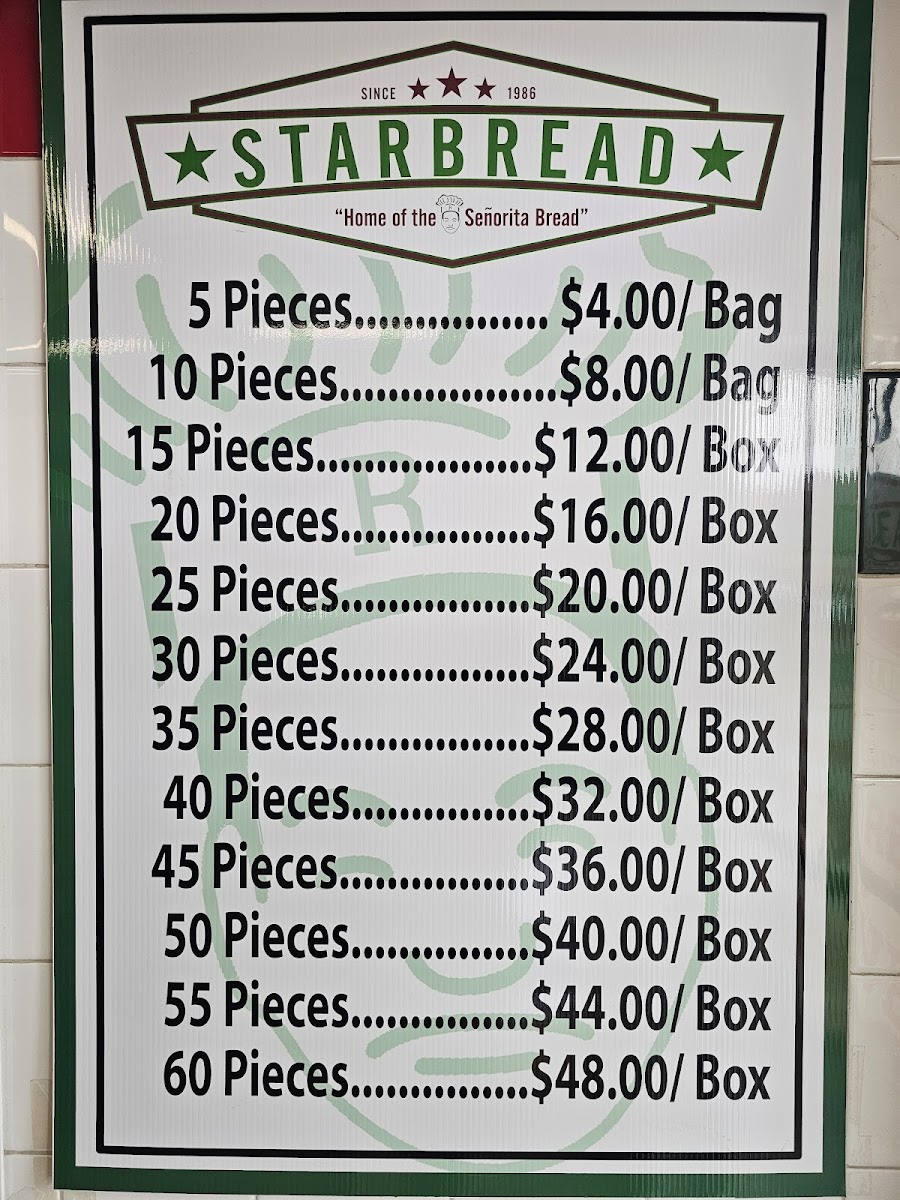 SINCE ★★★ 1986
★ STARBREAD ★
“Home of the Señorita Bread”
5 Pieces................ $4.00/ Bag
10 Pieces..................$8.00/ Bag
15 Pieces..................$12.00/ Box
20 Pieces................$16.00/ Box
25 Pieces................$20.00/ Box
30 Pieces................$24.00/ Box
35 Pieces................$28.00/ Box
40 Pieces...............$32.00/ Box
45 Pieces................$36.00/ Box
50 Pieces...............$40.00/ Box
55 Pieces...............$44.00/ Box
60 Pieces...............$48.00/ Box
R